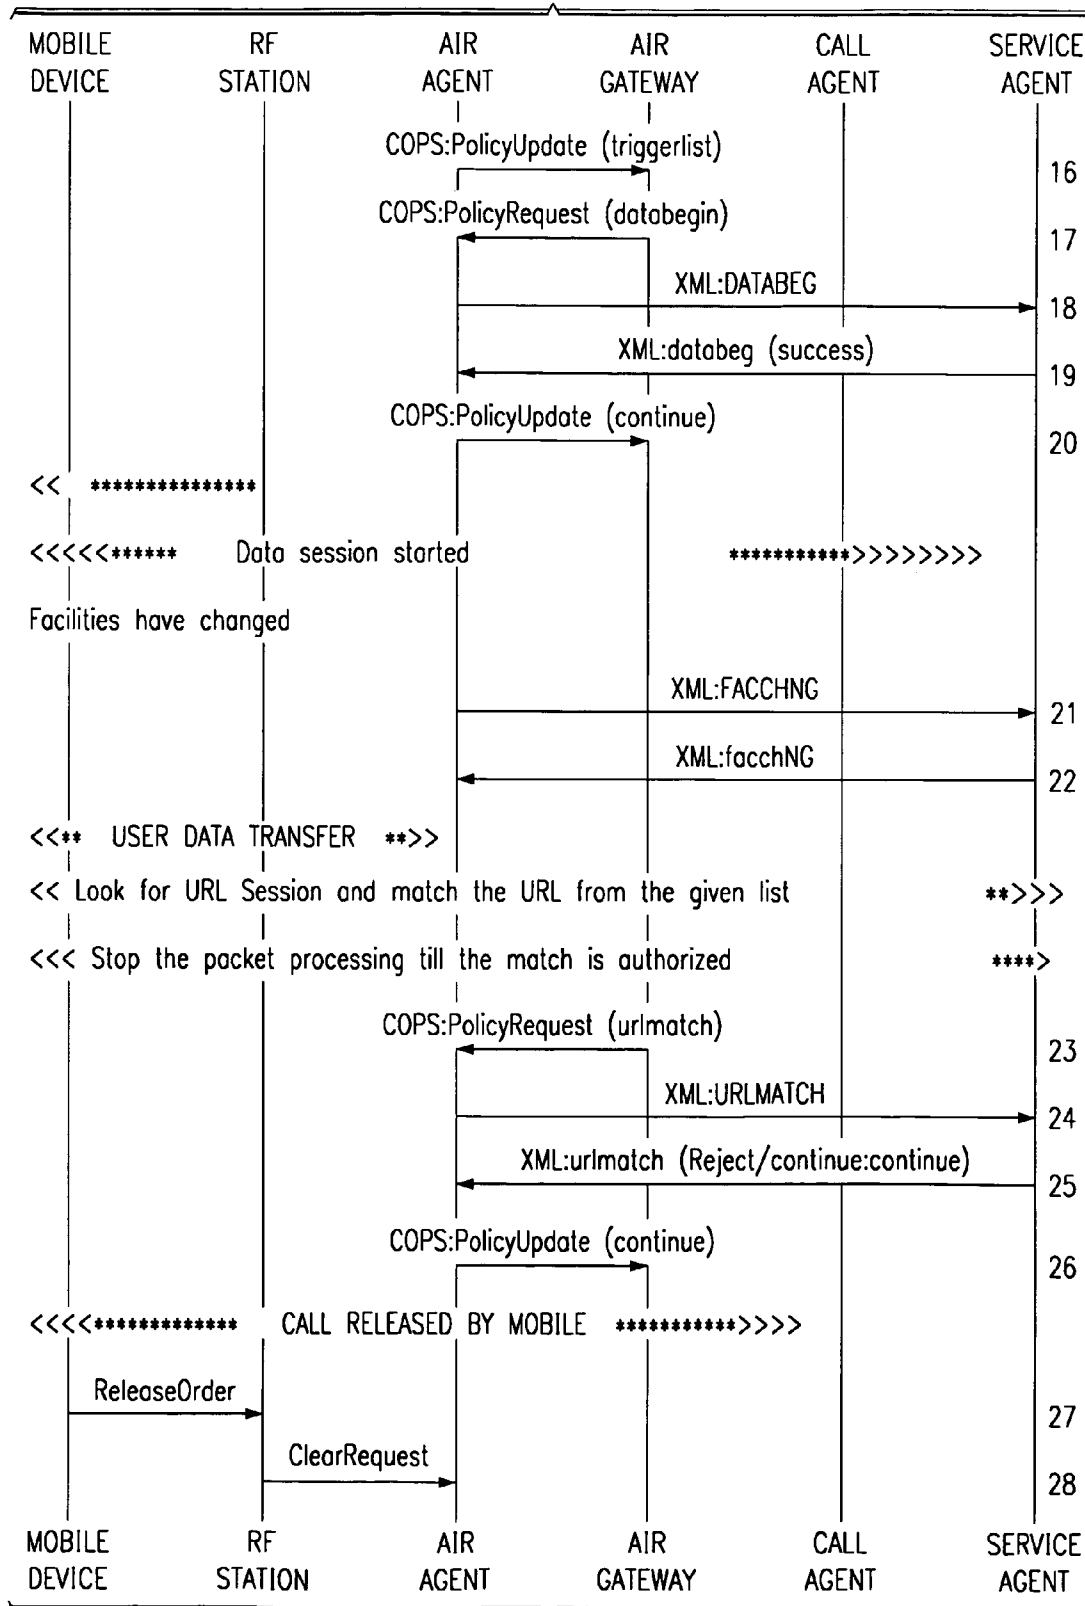 MOBILE DEVICE
RF STATION
AIR AGENT
AIR GATEWAY
CALL AGENT
SERVICE AGENT
COPS:PolicyUpdate (triggerlist)
16
COPS:PolicyRequest (databegin)
17
XML:DATABEG
18
XML:databeg (success)
19
COPS:PolicyUpdate (continue)
20
<< ***************
<<<<<****** Data session started ***********>>>>>>>>
Facilities have changed
XML:FACCHNG
21
XML:facchNG
22
<<** USER DATA TRANSFER **>>
<< Look for URL Session and match the URL from the given list **>>>
<<< Stop the packet processing till the match is authorized ****>
COPS:PolicyRequest (urlmatch)
23
XML:URLMATCH
24
XML:urlmatch (Reject/continue:continue)
25
COPS:PolicyUpdate (continue)
26
<<<<************* CALL RELEASED BY MOBILE ***********>>>>
ReleaseOrder
27
ClearRequest
28
MOBILE DEVICE
RF STATION
AIR AGENT
AIR GATEWAY
CALL AGENT
SERVICE AGENT